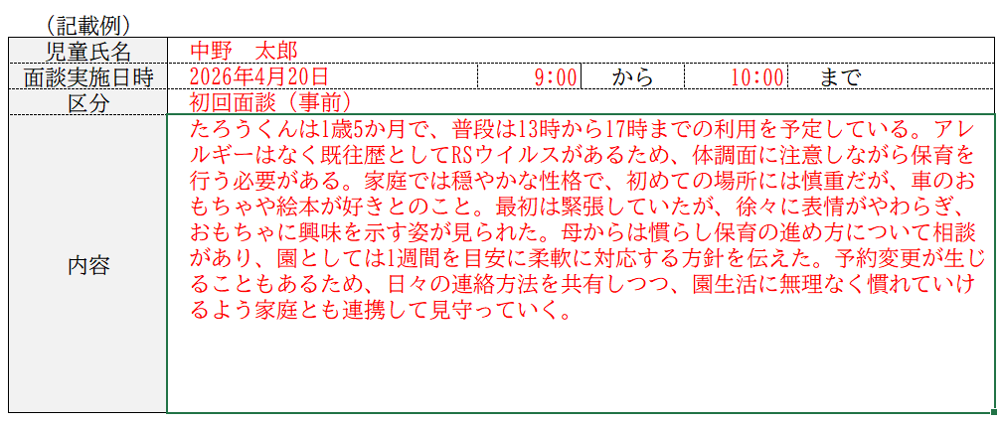 （記載例）
児童氏名　中野　太郎
面談実施日時　2026年4月20日　9:00　から　10:00　まで
区分　初回面談（事前）
内容
たろうくんは1歳5か月で、普段は13時から17時までの利用を予定している。アレ
ルギーはなく既往歴としてRSウイルスがあるため、体調面に注意しながら保育を
行う必要がある。家庭では穏やかな性格で、初めての場所には慎重だが、車のお
もちゃや絵本が好きとのこと。最初は緊張していたが、徐々に表情がやわらぎ、
おもちゃに興味を示す姿が見られた。母からは慣らし保育の進め方について相談
があり、園としては1週間を目安に柔軟に対応する方針を伝えた。予約変更が生じ
ることもあるため、日々の連絡方法を共有しつつ、園生活に無理なく慣れていけ
るよう家庭とも連携して見守っていく。